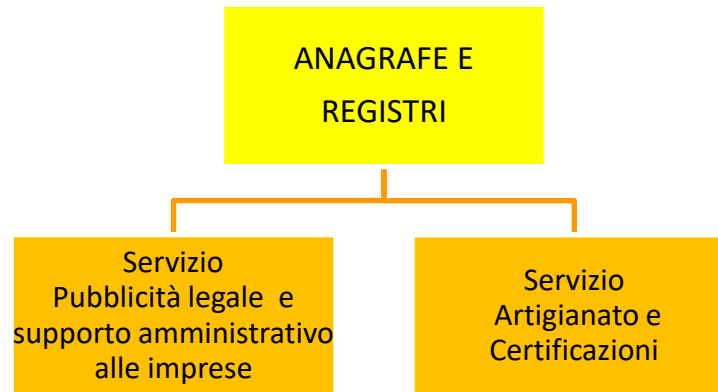 ANAGRAFE E
REGISTRI
Servizio
Pubblicità legale e
supporto amministrativo
alle imprese
Servizio
Artigianato e
Certificazioni